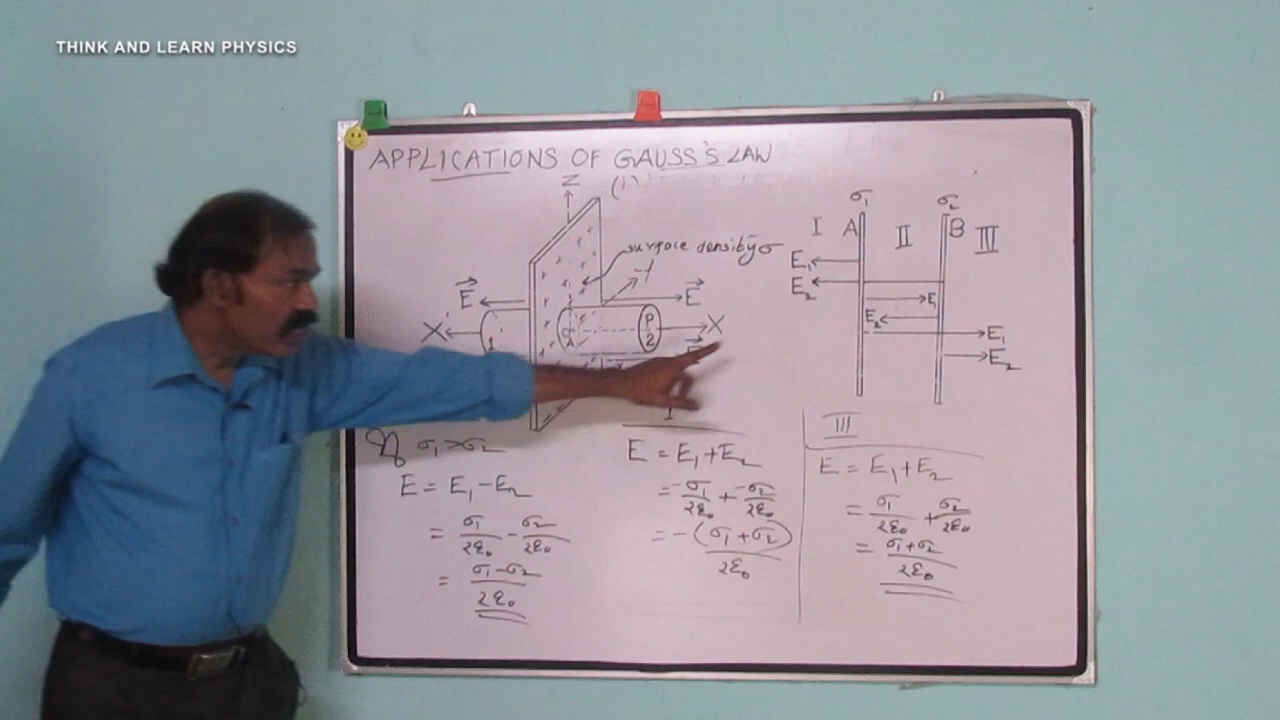 THINK AND LEARN PHYSICS
APPLICATIONS OF GAUSS'S LAW
(i)
Z
surface density σ
E⃗
E⃗
X'
X
1
P
2
σ₁
σ₂
I A II B III
E₁
E₂
E₁
E₂
E₁
E₂
σ₁>σ₂
E = E₁-E₂
= σ₁/2ε₀ - σ₂/2ε₀
= σ₁-σ₂/2ε₀
I
E = E₁+E₂
= -σ₁/2ε₀ + -σ₂/2ε₀
= -(σ₁+σ₂)/2ε₀
III
E = E₁+E₂
= σ₁/2ε₀ + σ₂/2ε₀
= σ₁+σ₂/2ε₀